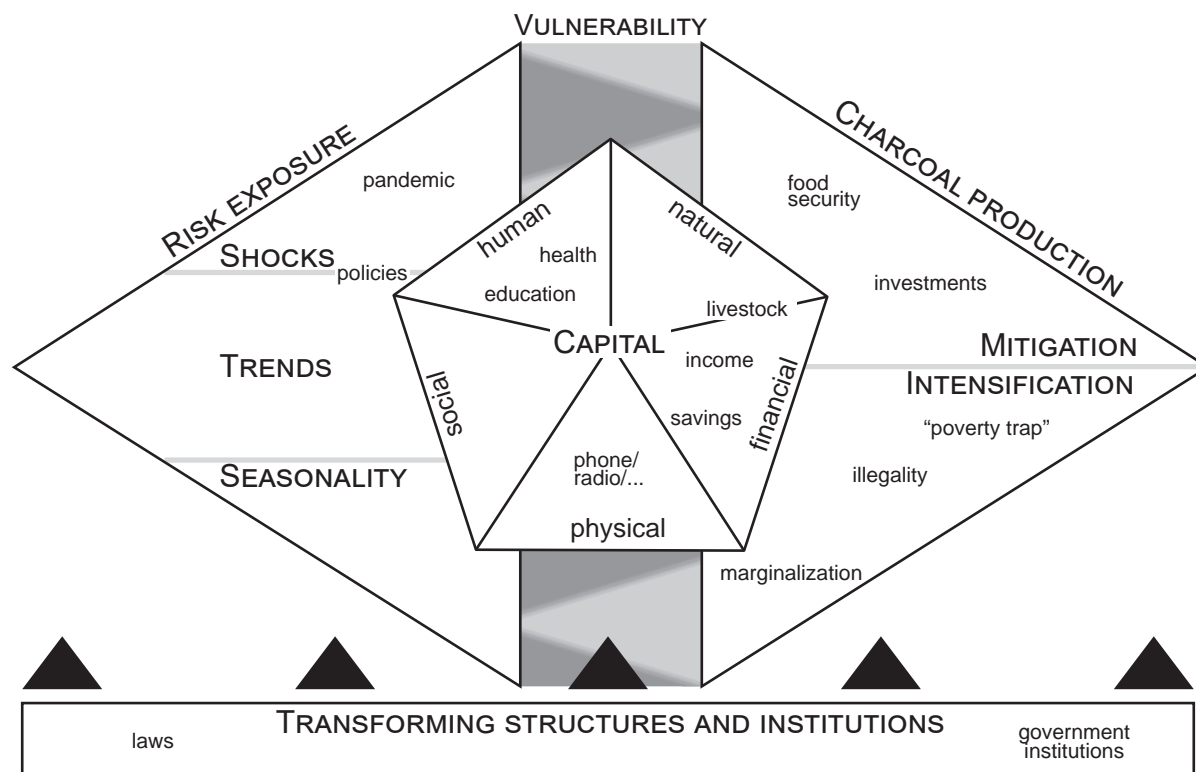 VULNERABILITY
RISK EXPOSURE
CHARCOAL PRODUCTION
pandemic
SHOCKS
policies
TRENDS
SEASONALITY
human
natural
health
education
livestock
CAPITAL
income
savings
social
financial
phone/
radio/...
physical
food
security
investments
MITIGATION
INTENSIFICATION
“poverty trap”
illegality
marginalization
TRANSFORMING STRUCTURES AND INSTITUTIONS
laws
government
institutions